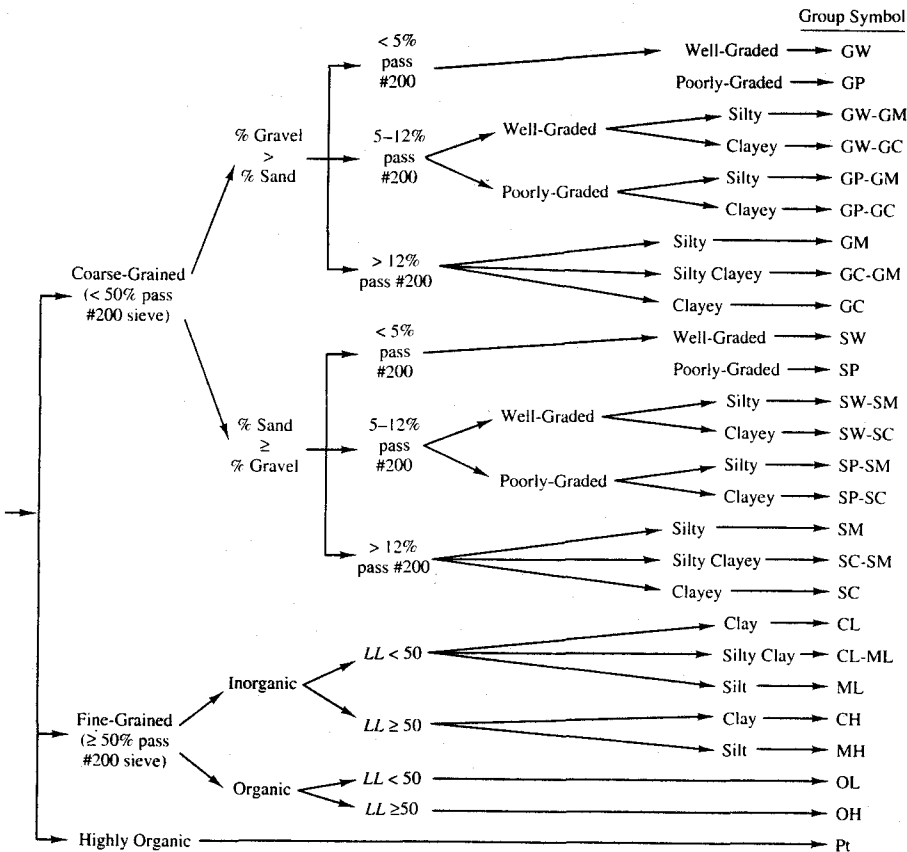 Group Symbol
< 5%
pass
#200
Well-Graded
GW
Poorly-Graded
GP
% Gravel
>
% Sand
5–12%
pass
#200
Well-Graded
Silty
GW-GM
Clayey
GW-GC
Poorly-Graded
Silty
GP-GM
Clayey
GP-GC
> 12%
pass #200
Silty
GM
Silty Clayey
GC-GM
Clayey
GC
Coarse-Grained
(< 50% pass
#200 sieve)
< 5%
pass
#200
Well-Graded
SW
Poorly-Graded
SP
% Sand
≥
% Gravel
5–12%
pass
#200
Well-Graded
Silty
SW-SM
Clayey
SW-SC
Poorly-Graded
Silty
SP-SM
Clayey
SP-SC
> 12%
pass #200
Silty
SM
Silty Clayey
SC-SM
Clayey
SC
Fine-Grained
(≥ 50% pass
#200 sieve)
Inorganic
LL < 50
Clay
CL
Silty Clay
CL-ML
Silt
ML
LL ≥ 50
Clay
CH
Silt
MH
Organic
LL < 50
OL
LL ≥50
OH
Highly Organic
Pt